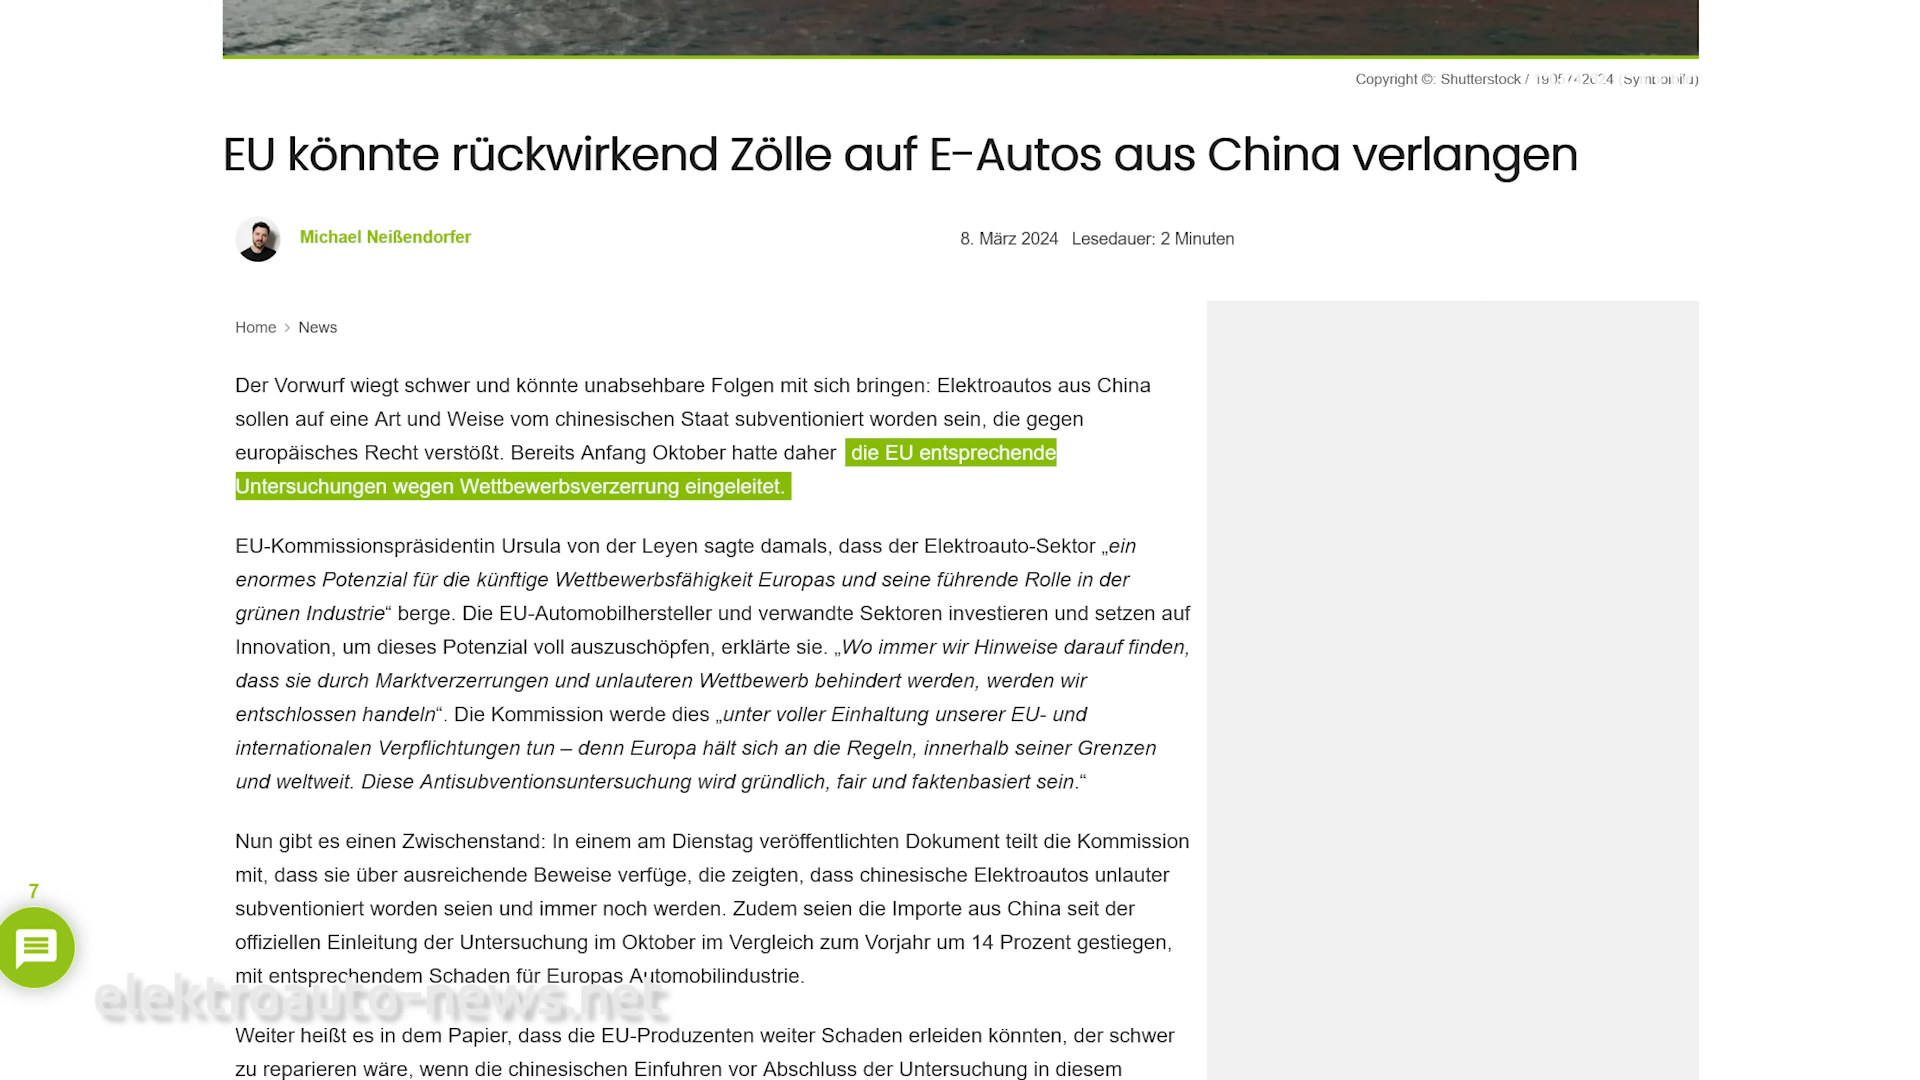 Copyright ©: Shutterstock /
EU könnte rückwirkend Zölle auf E-Autos aus China verlangen
Michael Neißendorfer
8. März 2024 Lesedauer: 2 Minuten
Home > News
Der Vorwurf wiegt schwer und könnte unabsehbare Folgen mit sich bringen: Elektroautos aus China
sollen auf eine Art und Weise vom chinesischen Staat subventioniert worden sein, die gegen
europäisches Recht verstößt. Bereits Anfang Oktober hatte daher die EU entsprechende
Untersuchungen wegen Wettbewerbsverzerrung eingeleitet.
EU-Kommissionspräsidentin Ursula von der Leyen sagte damals, dass der Elektroauto-Sektor „ein
enormes Potenzial für die künftige Wettbewerbsfähigkeit Europas und seine führende Rolle in der
grünen Industrie“ berge. Die EU-Automobilhersteller und verwandte Sektoren investieren und setzen auf
Innovation, um dieses Potenzial voll auszuschöpfen, erklärte sie. „Wo immer wir Hinweise darauf finden,
dass sie durch Marktverzerrungen und unlauteren Wettbewerb behindert werden, werden wir
entschlossen handeln“. Die Kommission werde dies „unter voller Einhaltung unserer EU- und
internationalen Verpflichtungen tun – denn Europa hält sich an die Regeln, innerhalb seiner Grenzen
und weltweit. Diese Antisubventionsuntersuchung wird gründlich, fair und faktenbasiert sein.“
Nun gibt es einen Zwischenstand: In einem am Dienstag veröffentlichten Dokument teilt die Kommission
mit, dass sie über ausreichende Beweise verfüge, die zeigten, dass chinesische Elektroautos unlauter
subventioniert worden seien und immer noch werden. Zudem seien die Importe aus China seit der
offiziellen Einleitung der Untersuchung im Oktober im Vergleich zum Vorjahr um 14 Prozent gestiegen,
mit entsprechendem Schaden für Europas Automobilindustrie.
7
elektroauto-news.net
Weiter heißt es in dem Papier, dass die EU-Produzenten weiter Schaden erleiden könnten, der schwer
zu reparieren wäre, wenn die chinesischen Einfuhren vor Abschluss der Untersuchung in diesem